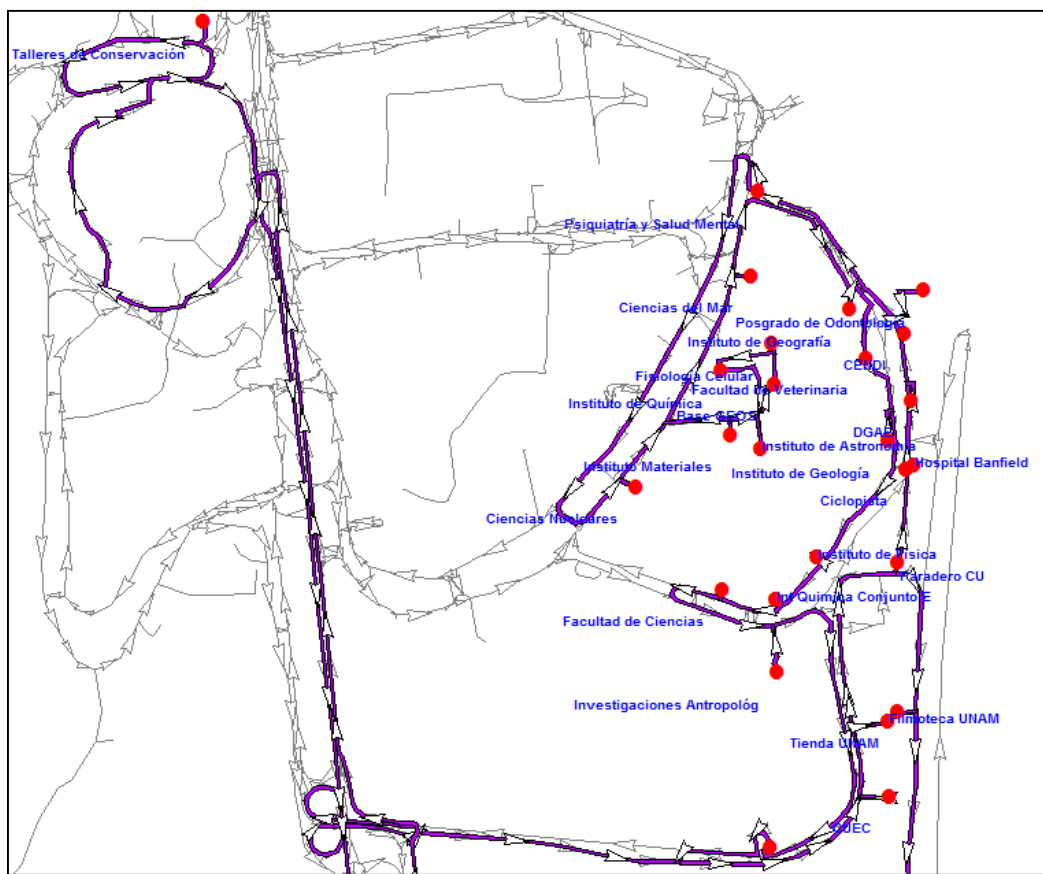 Talleres de Conservación
Psiquiatría y Salud Mental
Ciencias del Mar
Posgrado de Odontología
Instituto de Geografía
CENDI
Fisiología Celular
Facultad de Veterinaria
Instituto de Química
Base GEOS
DGAE
Instituto de Astronomía
Instituto Materiales
Hospital Banfield
Instituto de Geología
Ciclopista
Ciencias Nucleares
Instituto de Física
Paradero CU
Inf Quimica Conjunto E
Facultad de Ciencias
Investigaciones Antropológ
Filmoteca UNAM
Tienda UNAM
CUEC